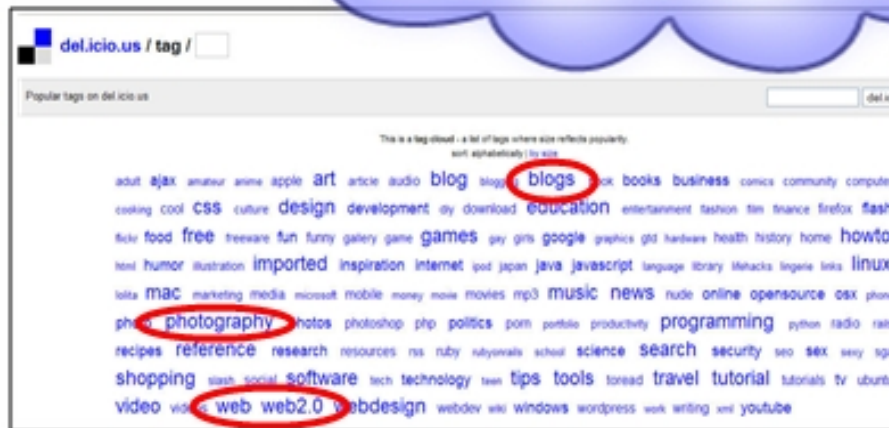 del.icio.us / tag /
Popular tags on del.icio.us
del.i
This is a tag cloud - a list of tags where size reflects popularity.
sort: alphabetically | by size
adult ajax amateur anime apple art article audio blog blogs books business comics community compute
cooking cool css culture design development diy download education entertainment fashion film finance firefox flash
flickr food free freeware fun funny gallery game games gay girls google graphics gtd hardware health history home howto
html humor illustration imported inspiration internet ipod japan java javascript language library lifehacks lingerie links linux
lolita mac marketing media microsoft mobile money movie movies mp3 music news nude online opensource osx phon
photo photography photos photoshop php politics porn portfolio productivity programming python radio
recipes reference research resources rss ruby rubyonrails school science search security seo sex sexy
shopping slash social software tech technology teen tips tools toread travel tutorial tutorials tv ubunt
video web web2.0 webdesign webdev wiki windows wordpress work writing xml youtube